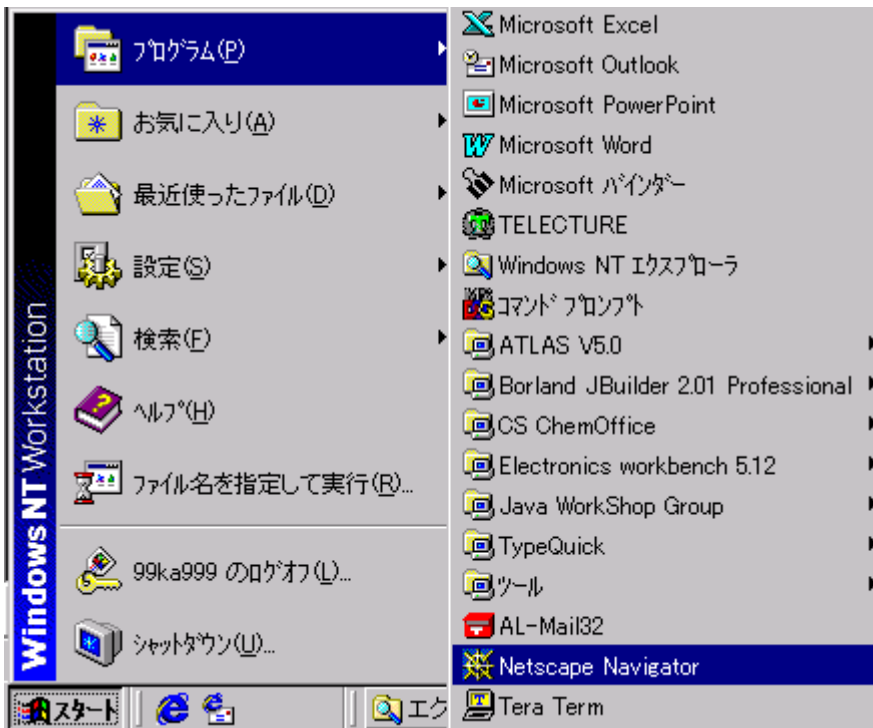 プログラム(P)
お気に入り(A)
最近使ったファイル(D)
設定(S)
検索(F)
ヘルプ(H)
ファイル名を指定して実行(R)...
99ka999 のログオフ(L)...
シャットダウン(U)...
Windows NT Workstation
スタート
エク
Microsoft Excel
Microsoft Outlook
Microsoft PowerPoint
Microsoft Word
Microsoft バインダー
TELECTURE
Windows NT エクスプローラ
コマンド プロンプト
ATLAS V5.0
Borland JBuilder 2.01 Professional
CS ChemOffice
Electronics workbench 5.12
Java WorkShop Group
TypeQuick
ツール
AL-Mail32
Netscape Navigator
Tera Term